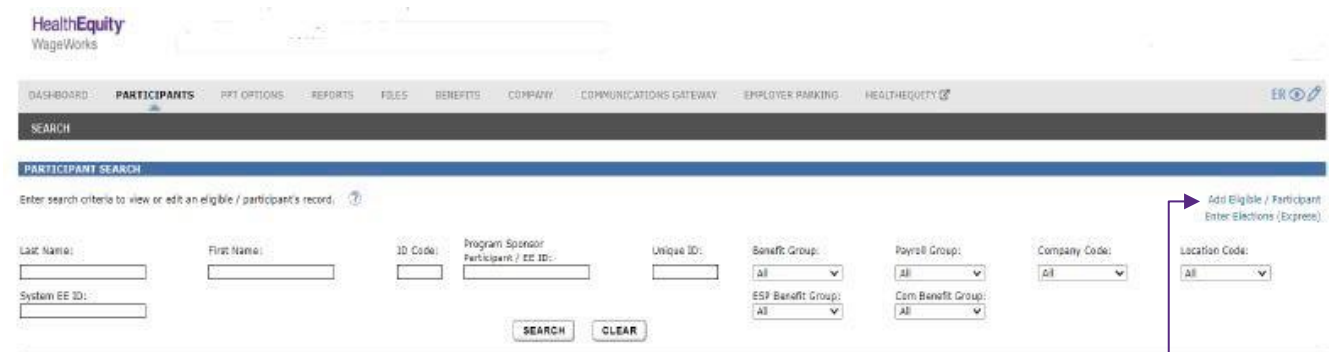 HealthEquity
WageWorks
DASHBOARD PARTICIPANTS PPT OPTIONS REPORTS FILES BENEFITS COMPANY COMMUNICATIONS GATEWAY EMPLOYER PARKING HEALTHEQUITY ER
SEARCH
PARTICIPANT SEARCH
Enter search criteria to view or edit an eligible / participant's record. ?
Add Eligible / Participant
Enter Elections (Express)
Last Name: First Name: ID Code: Program Sponsor Participant / EE ID: Unique ID: Benefit Group: Payroll Group: Company Code: Location Code:
All All All All
System EE ID: ESP Benefit Group: Com Benefit Group:
All All
SEARCH CLEAR